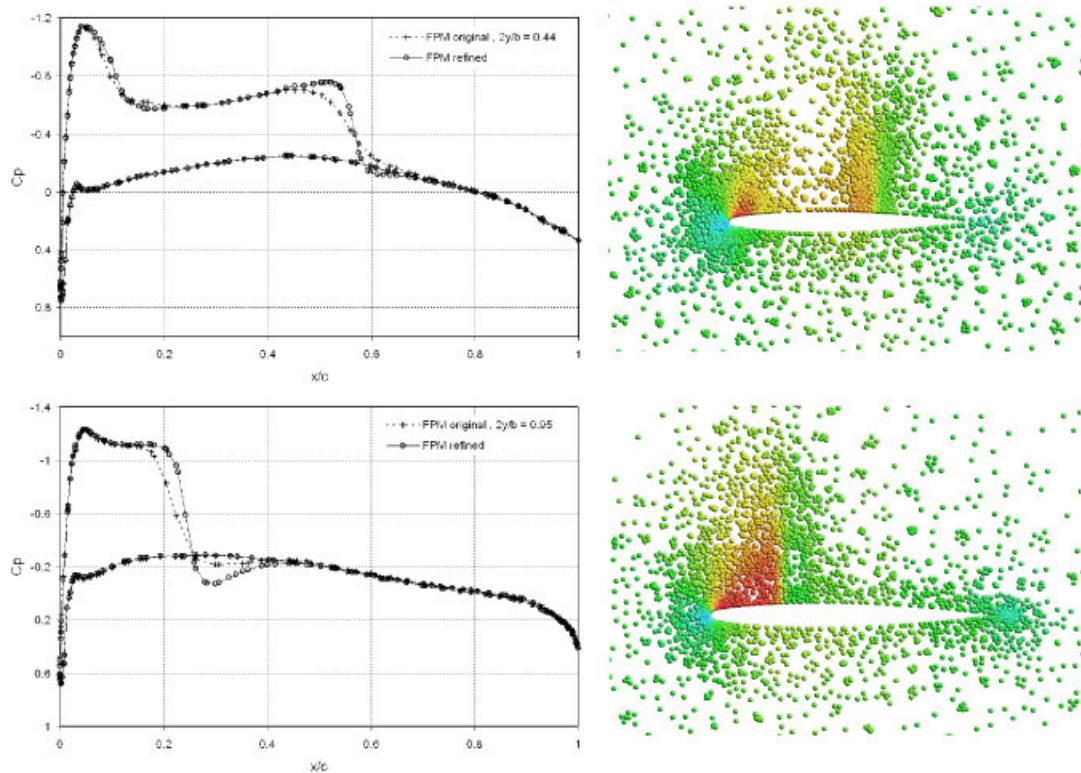 -1.2
-0.8
-0.4
0
0.4
0.8
Cp
FPM original , 2y/b = 0.44
FPM refined
0 0.2 0.4 0.6 0.8 1
x/c
-1.4
-1
-0.6
-0.2
0.2
0.6
1
Cp
FPM original , 2y/b = 0.95
FPM refined
0 0.2 0.4 0.6 0.8 1
x/c